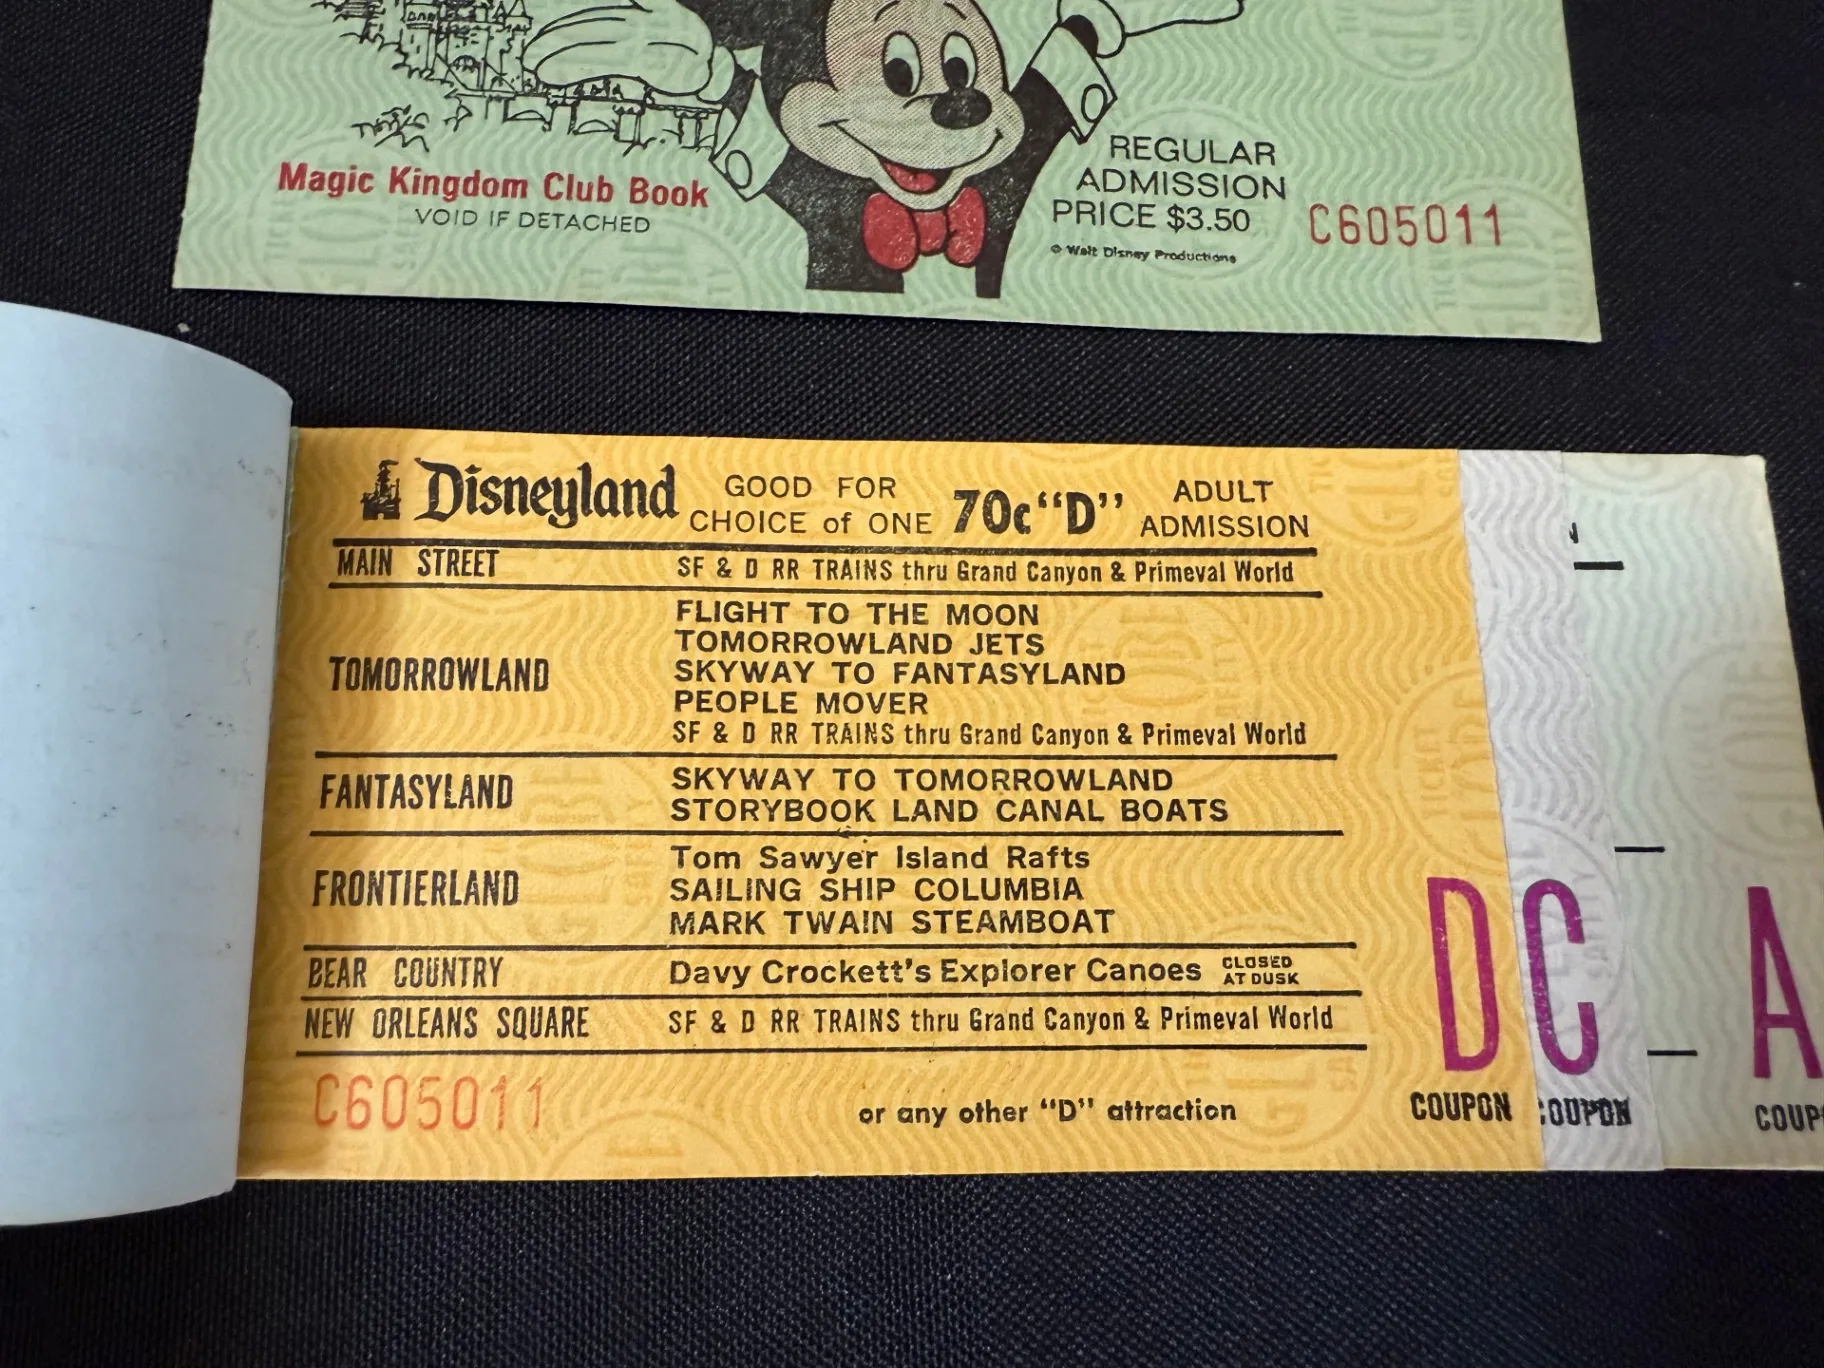 Magic Kingdom Club Book
VOID IF DETACHED
REGULAR
ADMISSION
PRICE $3.50
© Walt Disney Productions
C605011
Disneyland
GOOD FOR
CHOICE of ONE
70c "D"
ADULT
ADMISSION
MAIN STREET
SF & D RR TRAINS thru Grand Canyon & Primeval World
TOMORROWLAND
FLIGHT TO THE MOON
TOMORROWLAND JETS
SKYWAY TO FANTASYLAND
PEOPLE MOVER
SF & D RR TRAINS thru Grand Canyon & Primeval World
FANTASYLAND
SKYWAY TO TOMORROWLAND
STORYBOOK LAND CANAL BOATS
FRONTIERLAND
Tom Sawyer Island Rafts
SAILING SHIP COLUMBIA
MARK TWAIN STEAMBOAT
BEAR COUNTRY
Davy Crockett's Explorer Canoes
CLOSED
AT DUSK
NEW ORLEANS SQUARE
SF & D RR TRAINS thru Grand Canyon & Primeval World
C605011
or any other "D" attraction
D
COUPON
C
COUPON
A
COUP